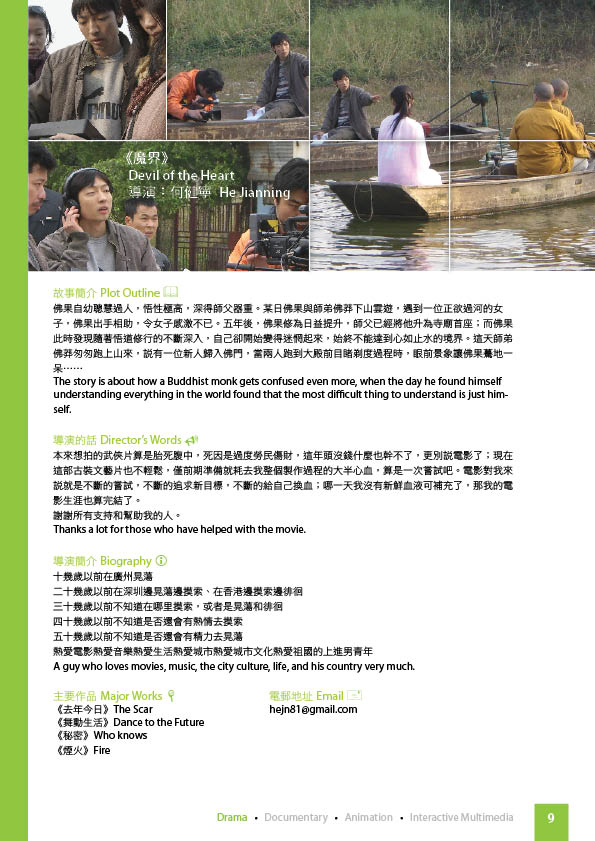 《魔界》
Devil of the Heart
導演：何健寧 He Jianning
故事簡介 Plot Outline
佛果自幼聰慧過人，悟性極高，深得師父器重。某日佛果與師弟佛莽下山雲遊，遇到一位正欲過河的女
子，佛果出手相助，令女子感激不已。五年後，佛果修為日益提升，師父已經將他升為寺廟首座；而佛果
此時發現隨著悟道修行的不斷深入，自己卻開始變得迷惘起來，始終不能達到心如止水的境界。這天師弟
佛莽匆匆跑上山來，説有一位新人歸入佛門，當兩人跑到大殿前目睹剃度過程時，眼前景象讓佛果驀地一
呆……
The story is about how a Buddhist monk gets confused even more, when the day he found himself
understanding everything in the world found that the most difficult thing to understand is just him-
self.
導演的話 Director's Words
本來想拍的武俠片算是胎死腹中，死因是過度勞民傷財，這年頭沒錢什麼也幹不了，更別説電影了；現在
這部古裝文藝片也不輕鬆，僅前期準備就耗去我整個製作過程的大半心血，算是一次嘗試吧。電影對我來
説就是不斷的嘗試，不斷的追求新目標，不斷的給自己換血；哪一天我沒有新鮮血液可補充了，那我的電
影生涯也算完結了。
謝謝所有支持和幫助我的人。
Thanks a lot for those who have helped with the movie.
導演簡介 Biography
十幾歲以前在廣州晃蕩
二十幾歲以前在深圳邊晃蕩邊摸索、在香港邊摸索邊徘徊
三十幾歲以前不知道在哪里摸索，或者是晃蕩和徘徊
四十幾歲以前不知道是否還會有熱情去摸索
五十幾歲以前不知道是否還會有精力去晃蕩
熱愛電影熱愛音樂熱愛生活熱愛城市熱愛城市文化熱愛祖國的上進男青年
A guy who loves movies, music, the city culture, life, and his country very much.
主要作品 Major Works
《去年今日》The Scar
《舞動生活》Dance to the Future
《秘密》Who knows
《煙火》Fire
電郵地址 Email
hejn81@gmail.com
Drama • Documentary • Animation • Interactive Multimedia 9